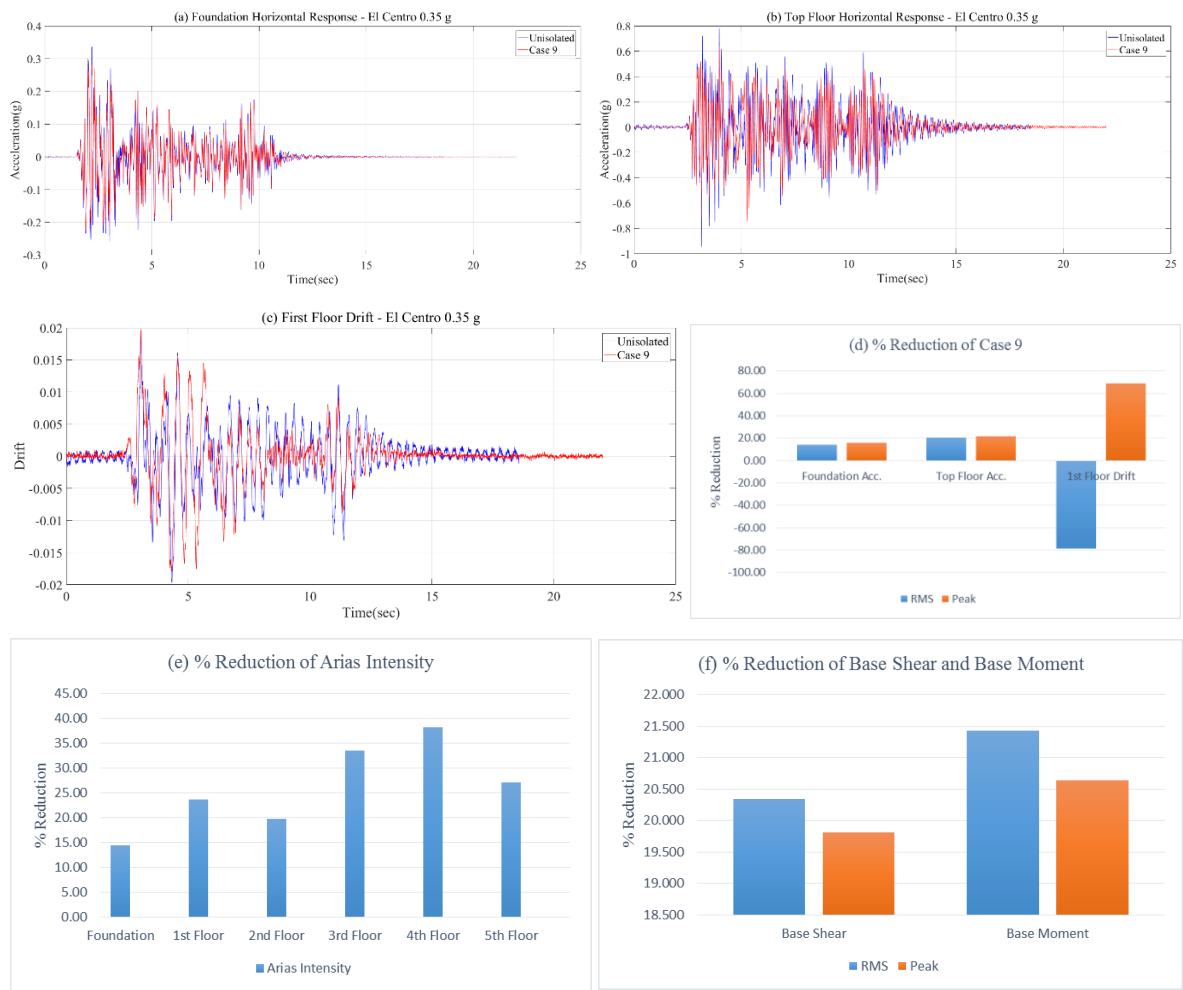 (a) Foundation Horizontal Response - El Centro 0.35 g
Unisolated
Case 9
Acceleration(g)
0.4
0.3
0.2
0.1
0
-0.1
-0.2
-0.3
0 5 10 15 20 25
Time(sec)
(b) Top Floor Horizontal Response - El Centro 0.35 g
Unisolated
Case 9
Acceleration(g)
0.8
0.6
0.4
0.2
0
-0.2
-0.4
-0.6
-0.8
-1
0 5 10 15 20 25
Time(sec)
(c) First Floor Drift - El Centro 0.35 g
Unisolated
Case 9
Drift
0.02
0.015
0.01
0.005
0
-0.005
-0.01
-0.015
-0.02
0 5 10 15 20 25
Time(sec)
(d) % Reduction of Case 9
% Reduction
80.00
60.00
40.00
20.00
0.00
-20.00
-40.00
-60.00
-80.00
-100.00
Foundation Acc. Top Floor Acc. 1st Floor Drift
RMS Peak
(e) % Reduction of Arias Intensity
% Reduction
45.00
40.00
35.00
30.00
25.00
20.00
15.00
10.00
5.00
0.00
Foundation 1st Floor 2nd Floor 3rd Floor 4th Floor 5th Floor
Arias Intensity
(f) % Reduction of Base Shear and Base Moment
% Reduction
22.000
21.500
21.000
20.500
20.000
19.500
19.000
18.500
Base Shear Base Moment
RMS Peak